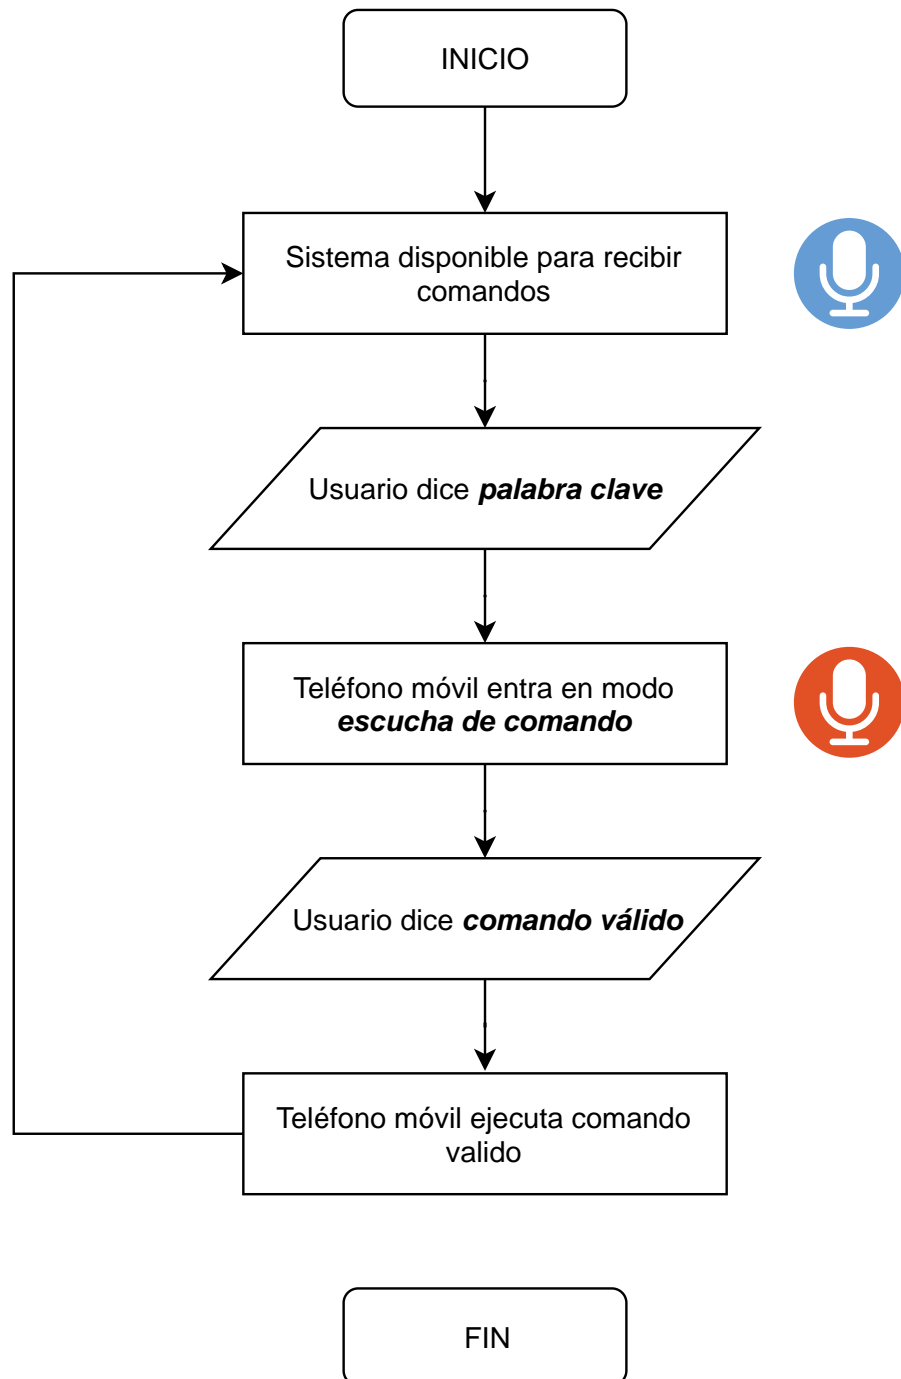 INICIO
Sistema disponible para recibir
comandos
Usuario dice palabra clave
Teléfono móvil entra en modo
escucha de comando
Usuario dice comando válido
Teléfono móvil ejecuta comando
valido
FIN